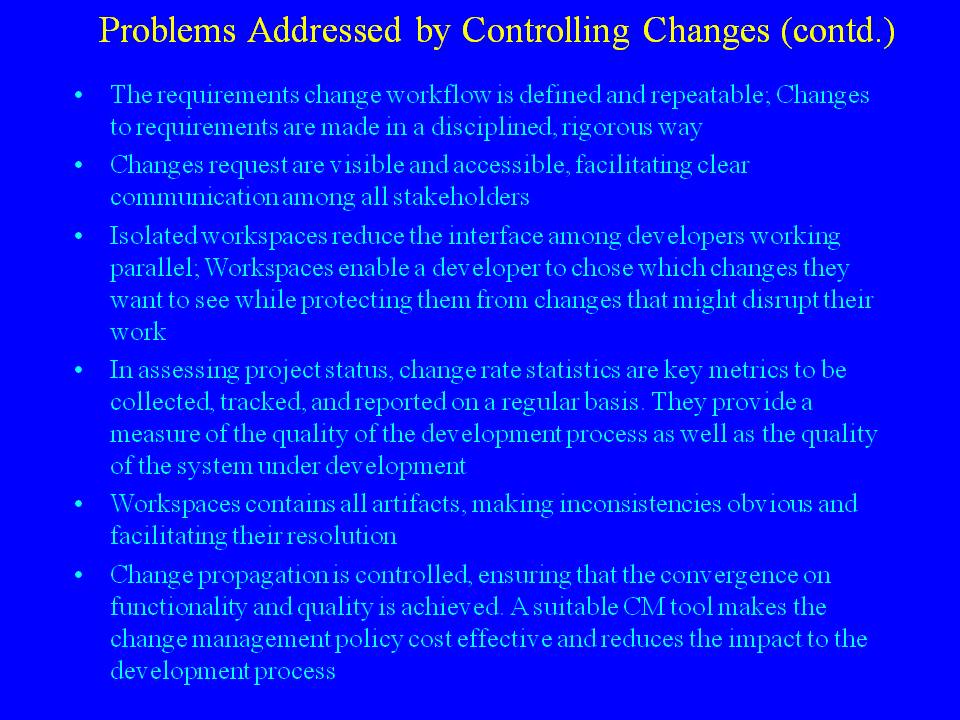 Problems Addressed by Controlling Changes (contd.)
• The requirements change workflow is defined and repeatable; Changes
to requirements are made in a disciplined, rigorous way
• Changes request are visible and accessible, facilitating clear
communication among all stakeholders
• Isolated workspaces reduce the interface among developers working
parallel; Workspaces enable a developer to chose which changes they
want to see while protecting them from changes that might disrupt their
work
• In assessing project status, change rate statistics are key metrics to be
collected, tracked, and reported on a regular basis. They provide a
measure of the quality of the development process as well as the quality
of the system under development
• Workspaces contains all artifacts, making inconsistencies obvious and
facilitating their resolution
• Change propagation is controlled, ensuring that the convergence on
functionality and quality is achieved. A suitable CM tool makes the
change management policy cost effective and reduces the impact to the
development process